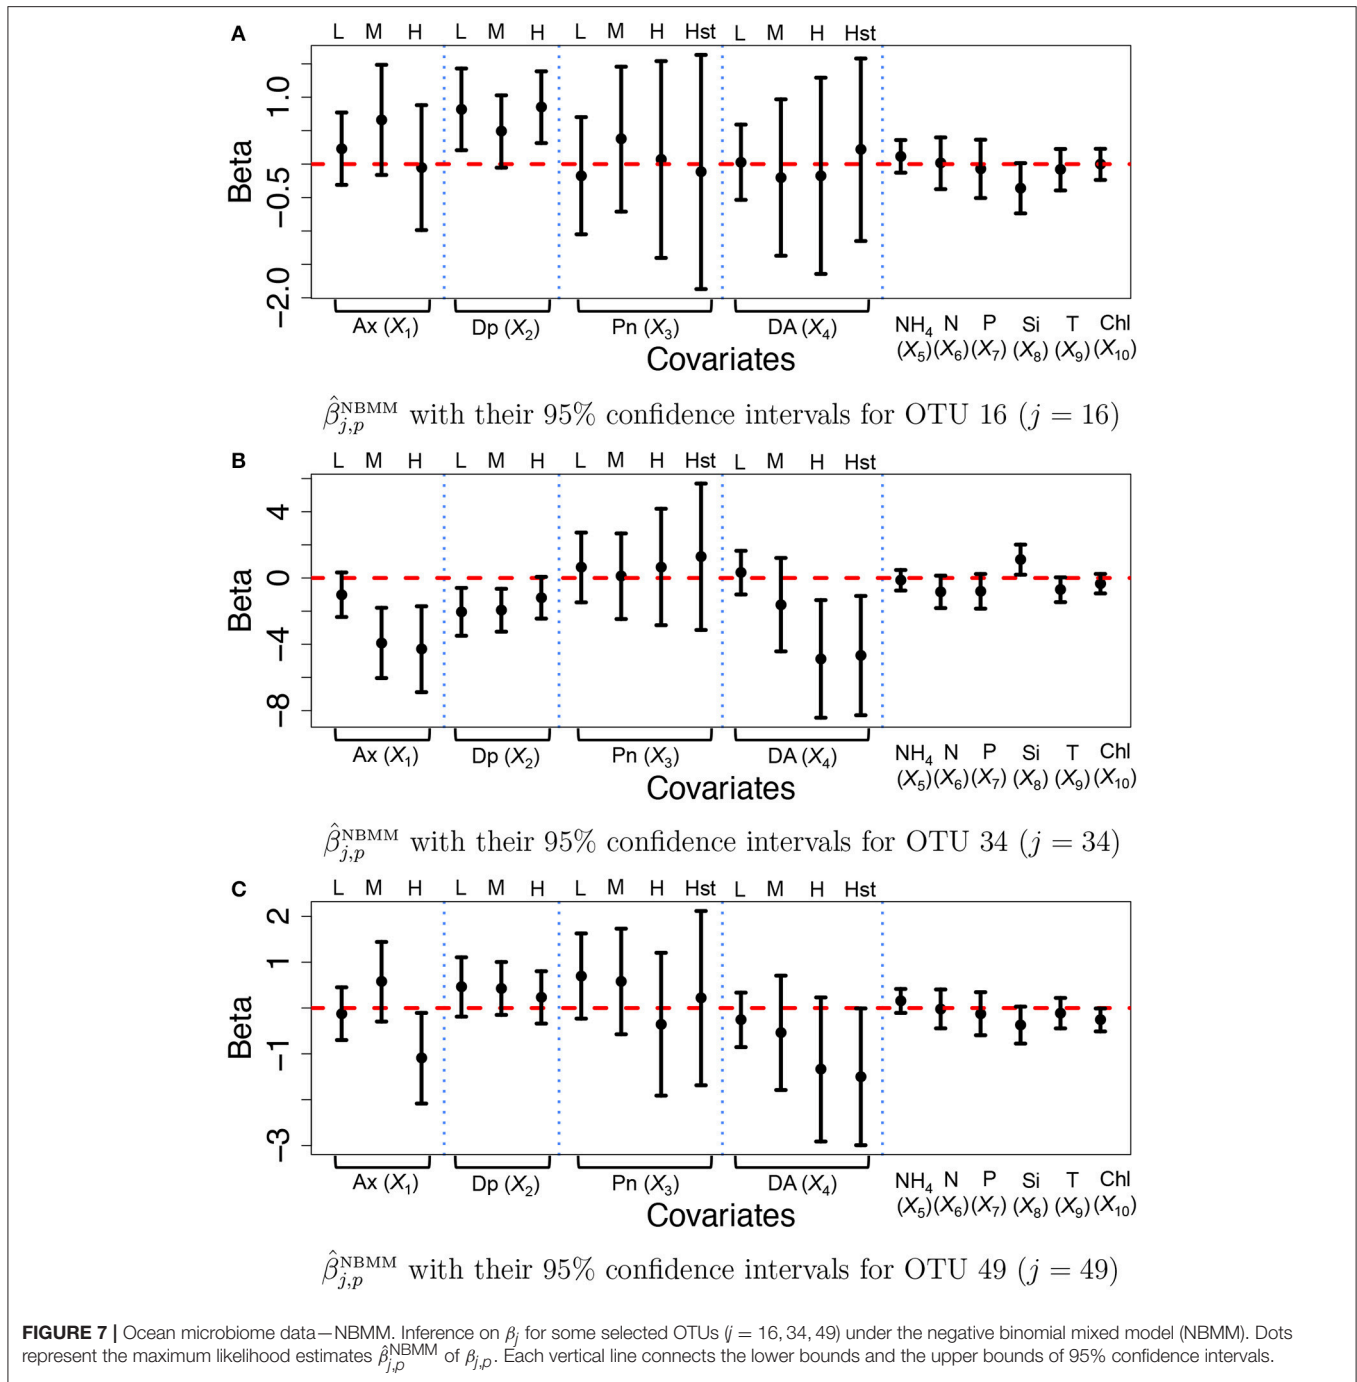 A
L M H L M H L M H Hst L M H Hst
Beta
1.0
−0.5
−2.0
Ax (X1) Dp (X2) Pn (X3) DA (X4) NH4 N P Si T Chl
(X5) (X6) (X7) (X8) (X9) (X10)
Covariates
β̂j,p^NBMM with their 95% confidence intervals for OTU 16 (j = 16)
B
L M H L M H L M H Hst L M H Hst
Beta
4
0
−4
−8
Ax (X1) Dp (X2) Pn (X3) DA (X4) NH4 N P Si T Chl
(X5) (X6) (X7) (X8) (X9) (X10)
Covariates
β̂j,p^NBMM with their 95% confidence intervals for OTU 34 (j = 34)
C
L M H L M H L M H Hst L M H Hst
Beta
2
1
−1
−3
Ax (X1) Dp (X2) Pn (X3) DA (X4) NH4 N P Si T Chl
(X5) (X6) (X7) (X8) (X9) (X10)
Covariates
β̂j,p^NBMM with their 95% confidence intervals for OTU 49 (j = 49)
FIGURE 7 | Ocean microbiome data—NBMM. Inference on βj for some selected OTUs (j = 16, 34, 49) under the negative binomial mixed model (NBMM). Dots
represent the maximum likelihood estimates β̂j,p^NBMM of βj,p. Each vertical line connects the lower bounds and the upper bounds of 95% confidence intervals.